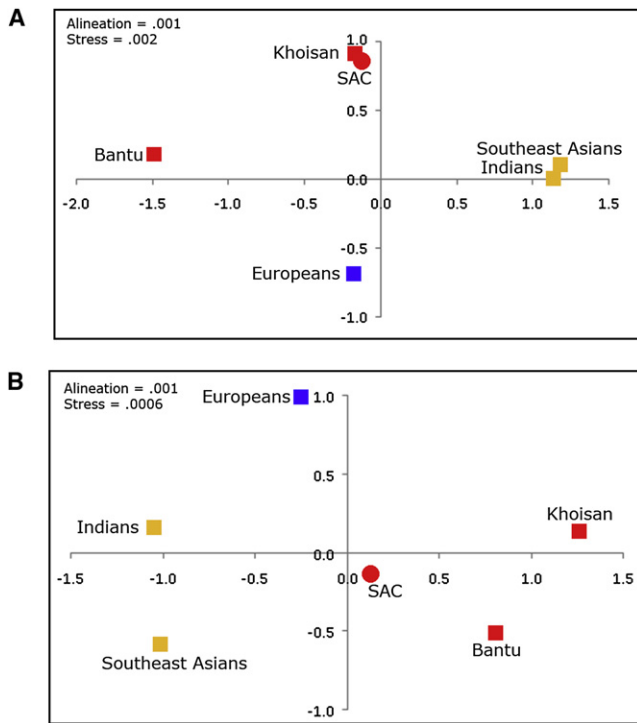 A
Alineation = .001
Stress = .002
1.0
Khoisan
SAC
0.5
Bantu
Southeast Asians
Indians
0.0
-2.0 -1.5 -1.0 -0.5 0.0 0.5 1.0 1.5
-0.5
Europeans
-1.0
B
Alineation = .001
Stress = .0006
Europeans
1.0
0.5
Khoisan
Indians
0.0
-1.5 -1.0 -0.5 0.0 0.5 1.0 1.5
SAC
-0.5
Bantu
Southeast Asians
-1.0